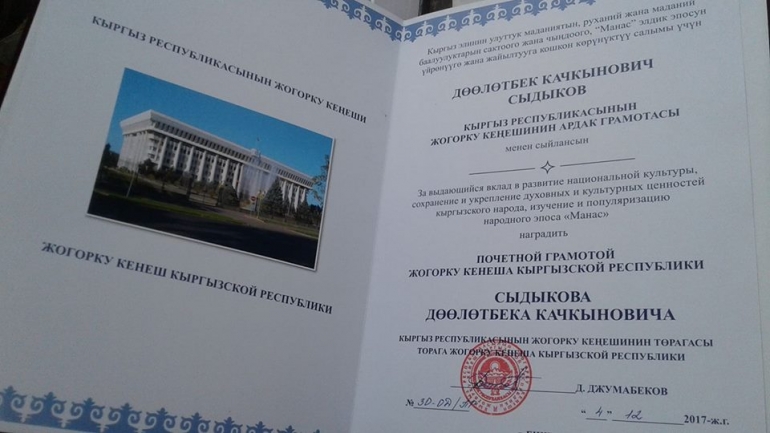 КЫРГЫЗ РЕСПУБЛИКАСЫНЫН ЖОГОРКУ КЕҢЕШИ
ЖОГОРКУ КЕНЕШ КЫРГЫЗСКОЙ РЕСПУБЛИКИ
Кыргыз элинин улуттук маданиятын, руханий жана маданий
баалуулуктарын сактоого жана чыңдоого, "Манас" элдик эпосун
үйрөнүүгө жана жайылтууга кошкон көрүнүктүү салымы үчүн
ДӨӨЛӨТБЕК КАЧКЫНОВИЧ
СЫДЫКОВ
КЫРГЫЗ РЕСПУБЛИКАСЫНЫН
ЖОГОРКУ КЕҢЕШИНИН АРДАК ГРАМОТАСЫ
менен сыйлансын
За выдающийся вклад в развитие национальной культуры,
сохранение и укрепление духовных и культурных ценностей
кыргызского народа, изучение и популяризацию
народного эпоса «Манас»
наградить
ПОЧЕТНОЙ ГРАМОТОЙ
ЖОГОРКУ КЕНЕША КЫРГЫЗСКОЙ РЕСПУБЛИКИ
СЫДЫКОВА
ДӨӨЛӨТБЕКА КАЧКЫНОВИЧА
КЫРГЫЗ РЕСПУБЛИКАСЫНЫН ЖОГОРКУ КЕҢЕШИНИН ТӨРАГАСЫ
ТОРАГА ЖОГОРКУ КЕНЕША КЫРГЫЗСКОЙ РЕСПУБЛИКИ
Д. ДЖУМАБЕКОВ
№ "4" 12 2017-ж.г.